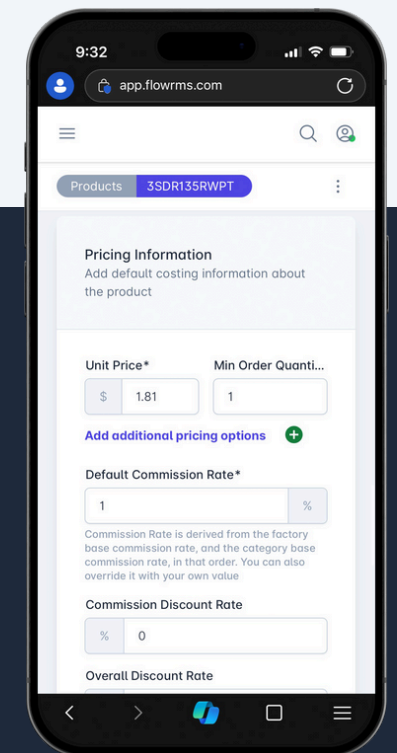 9:32
app.flowrms.com
Products 3SDR135RWPT
Pricing Information
Add default costing information about
the product
Unit Price* Min Order Quanti...
$ 1.81 1
Add additional pricing options
Default Commission Rate*
1 %
Commission Rate is derived from the factory
base commission rate, and the category base
commission rate, in that order. You can also
override it with your own value
Commission Discount Rate
% 0
Overall Discount Rate